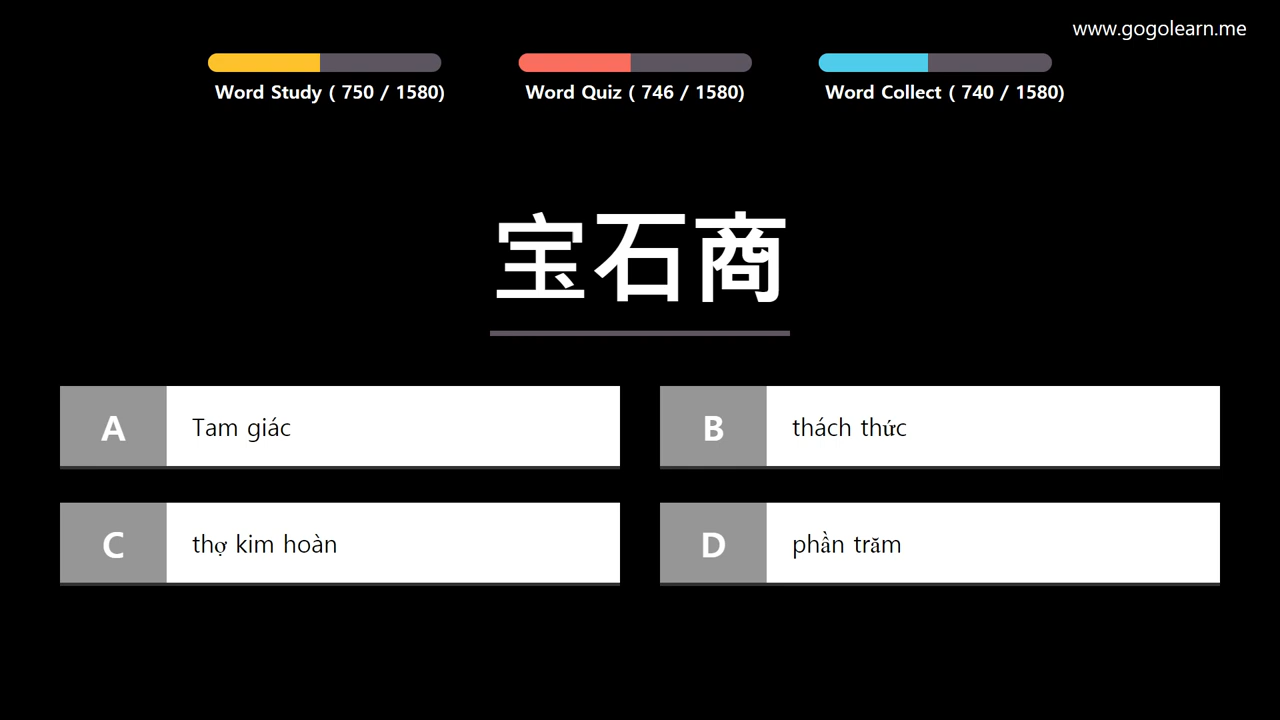 www.gogolearn.me
Word Study ( 750 / 1580)
Word Quiz ( 746 / 1580)
Word Collect ( 740 / 1580)
宝石商
A Tam giác
B thách thức
C thợ kim hoàn
D phần trăm